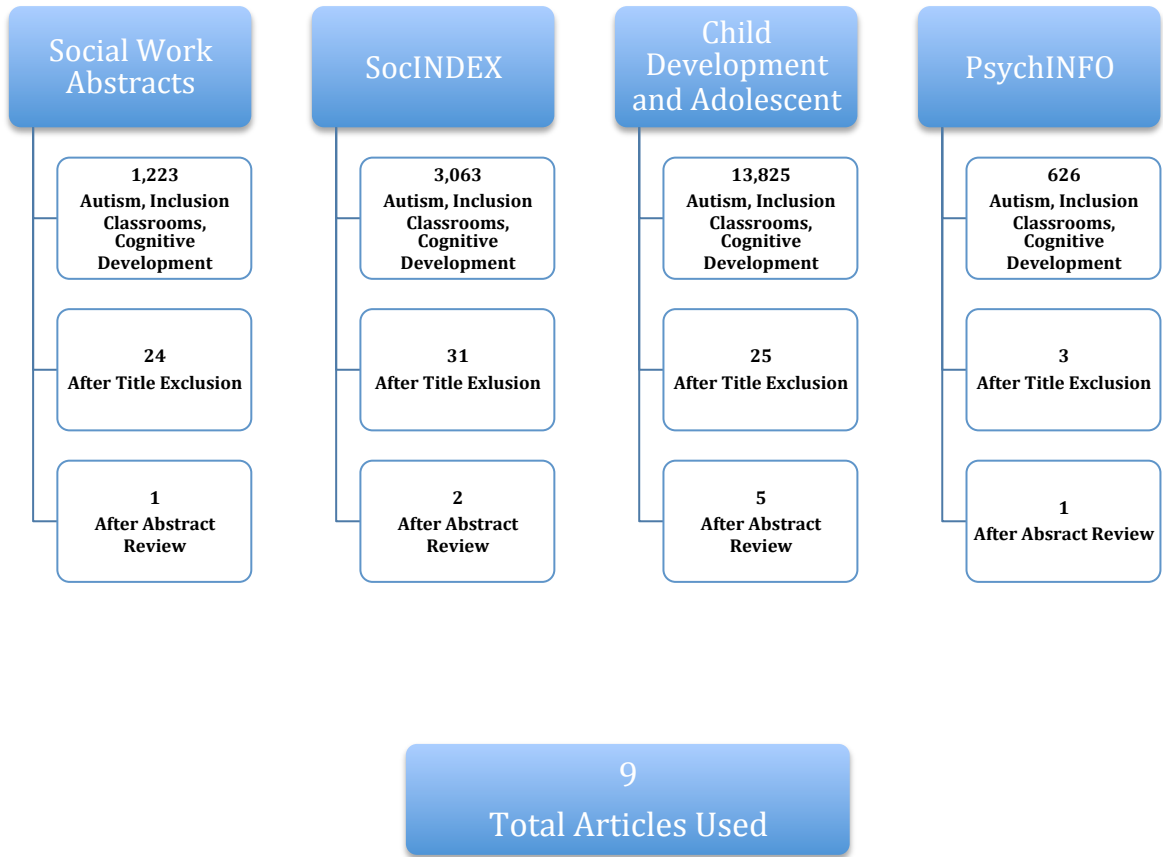 Social Work
Abstracts
1,223
Autism, Inclusion
Classrooms,
Cognitive
Development
24
After Title Exclusion
1
After Abstract
Review
SocINDEX
3,063
Autism, Inclusion
Classrooms,
Cognitive
Development
31
After Title Exlusion
2
After Abstract
Review
Child
Development
and Adolescent
13,825
Autism, Inclusion
Classrooms,
Cognitive
Development
25
After Title Exclusion
5
After Abstract
Review
PsychINFO
626
Autism, Inclusion
Classrooms,
Cognitive
Development
3
After Title Exclusion
1
After Absract Review
9
Total Articles Used